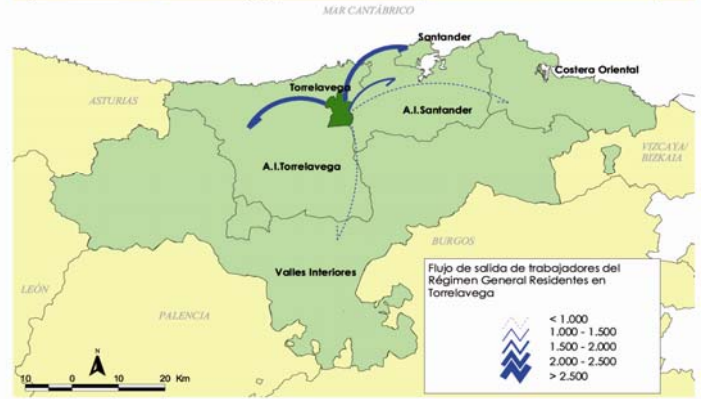 MAR CANTÁBRICO
Santander
Costera Oriental
Torrelavega
ASTURIAS
A.I.Santander
VIZCAYA/
BIZKAIA
A.I.Torrelavega
BURGOS
Valles Interiores
LEÓN
PALENCIA
Flujo de salida de trabajadores del
Régimen General Residentes en
Torrelavega
< 1.000
1.000 - 1.500
1.500 - 2.000
2.000 - 2.500
> 2.500
N
10 0 10 20 Km